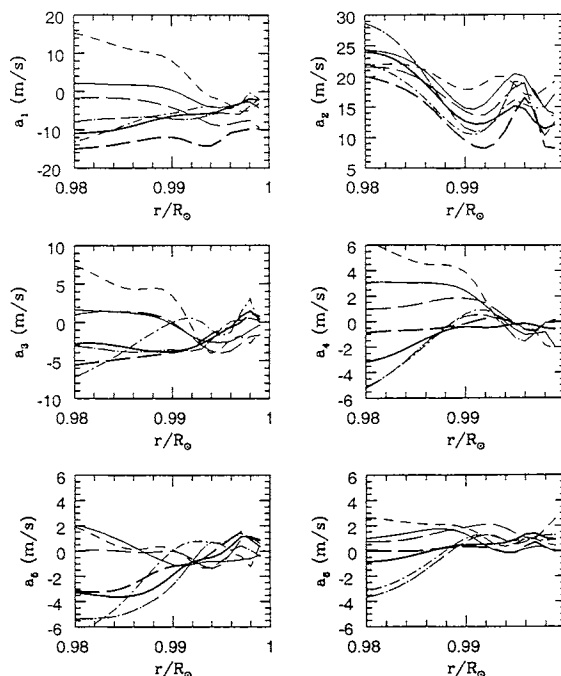 a₁ (m/s)
20
10
0
-10
-20
0.98 0.99 1
r/R⊙
a₂ (m/s)
30
25
20
15
10
5
0.98 0.99
r/R⊙
a₃ (m/s)
10
5
0
-5
-10
0.98 0.99 1
r/R⊙
a₄ (m/s)
6
4
2
0
-2
-4
-6
0.98 0.99
r/R⊙
a₅ (m/s)
6
4
2
0
-2
-4
-6
0.98 0.99 1
r/R⊙
a₆ (m/s)
6
4
2
0
-2
-4
-6
0.98 0.99
r/R⊙